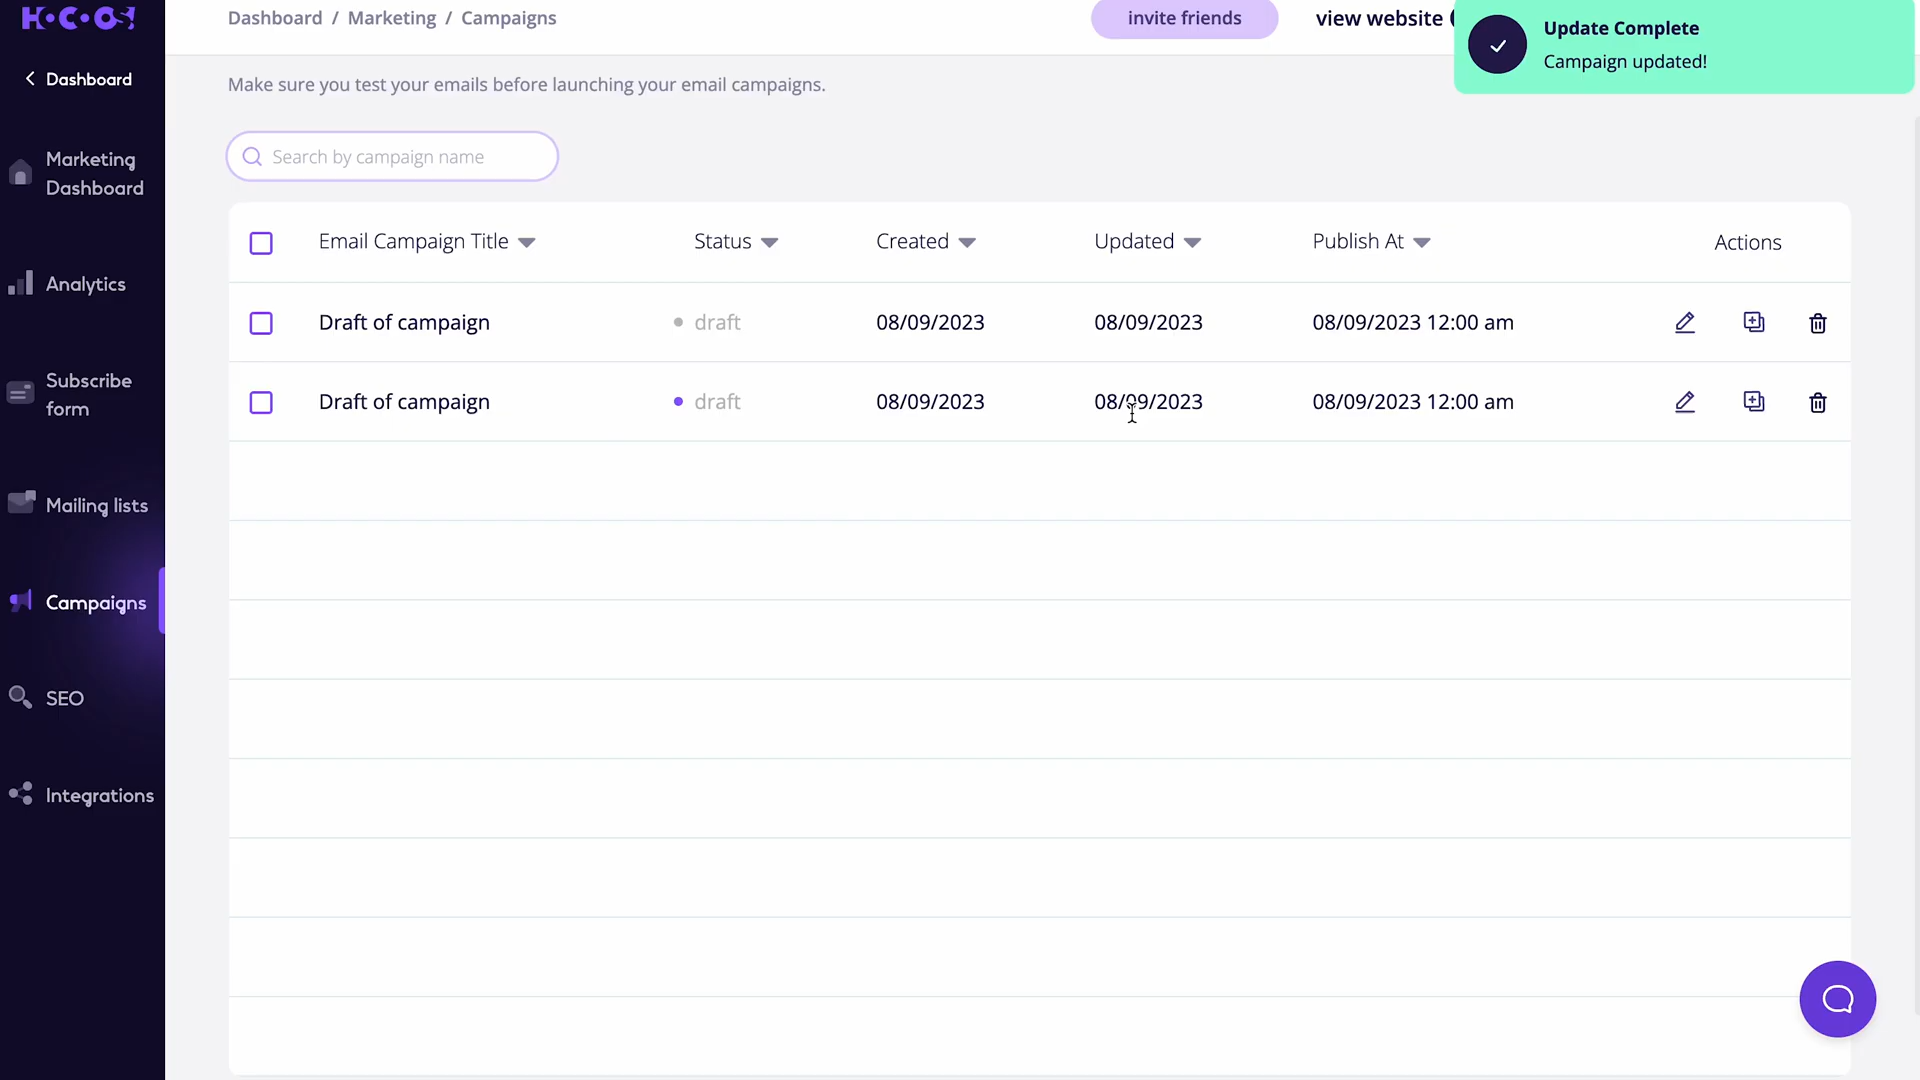 HOCOOS
Dashboard / Marketing / Campaigns
invite friends
view website
Update Complete
Campaign updated!
Dashboard
Make sure you test your emails before launching your email campaigns.
Search by campaign name
Marketing
Dashboard
Analytics
Subscribe
form
Mailing lists
Campaigns
SEO
Integrations
Email Campaign Title Status Created Updated Publish At Actions
Draft of campaign draft 08/09/2023 08/09/2023 08/09/2023 12:00 am
Draft of campaign draft 08/09/2023 08/09/2023 08/09/2023 12:00 am